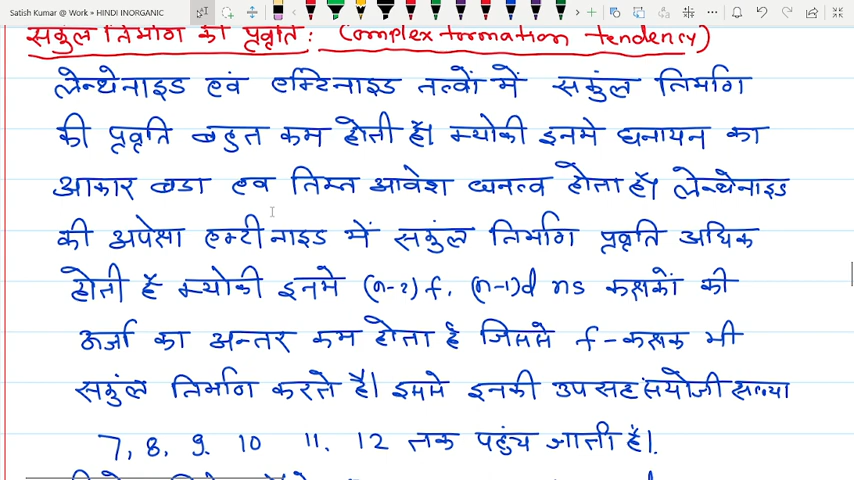 Satish Kumar @ Work » HINDI INORGANIC
संकुल निर्माण की प्रवृति : (Complex formation tendency)
लेन्थेनाइड एवं एक्टिनाइड तत्वों में संकुल निर्माण
की प्रवृति बहुत कम होती है। क्योकी इनमे धनायन का
आकार बडा एव निम्न आवेश घनत्व होता है। लेन्थेनाइड
की अपेक्षा एक्टीनाइड में संकुल निर्माण प्रवृति अधिक
होती है क्योकी इनमे (n-2) f, (n-1)d ns कक्षकों की
ऊर्जा का अन्तर कम होता है जिससे f-कक्षक भी
संकुल निर्माण करते है। इसमे इनकी उपसहसंयोजी सख्या
7, 8, 9, 10 11, 12 तक पहुंच जाती है।